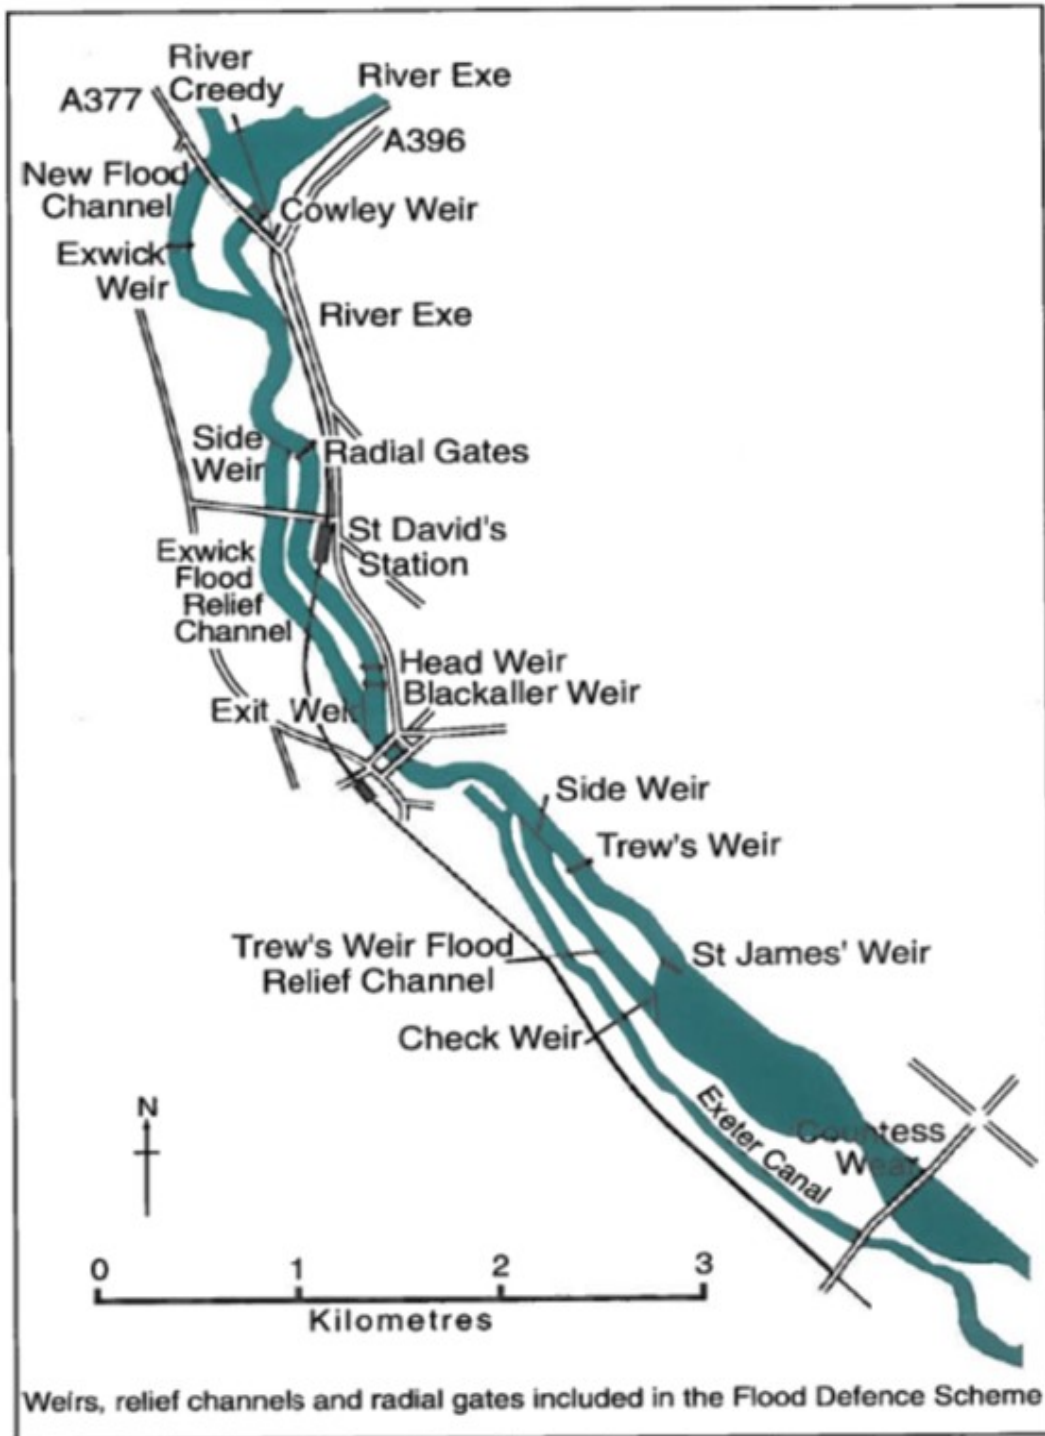 River
Creedy
River Exe
A377
A396
New Flood
Channel
Cowley Weir
Exwick
Weir
River Exe
Side
Weir
Radial Gates
St David's
Station
Exwick
Flood
Relief
Channel
Head Weir
Blackaller Weir
Exit Weir
Side Weir
Trew's Weir
Trew's Weir Flood
Relief Channel
St James' Weir
Check Weir
Exeter Canal
Countess
Wear
N
0 1 2 3
Kilometres
Weirs, relief channels and radial gates included in the Flood Defence Scheme